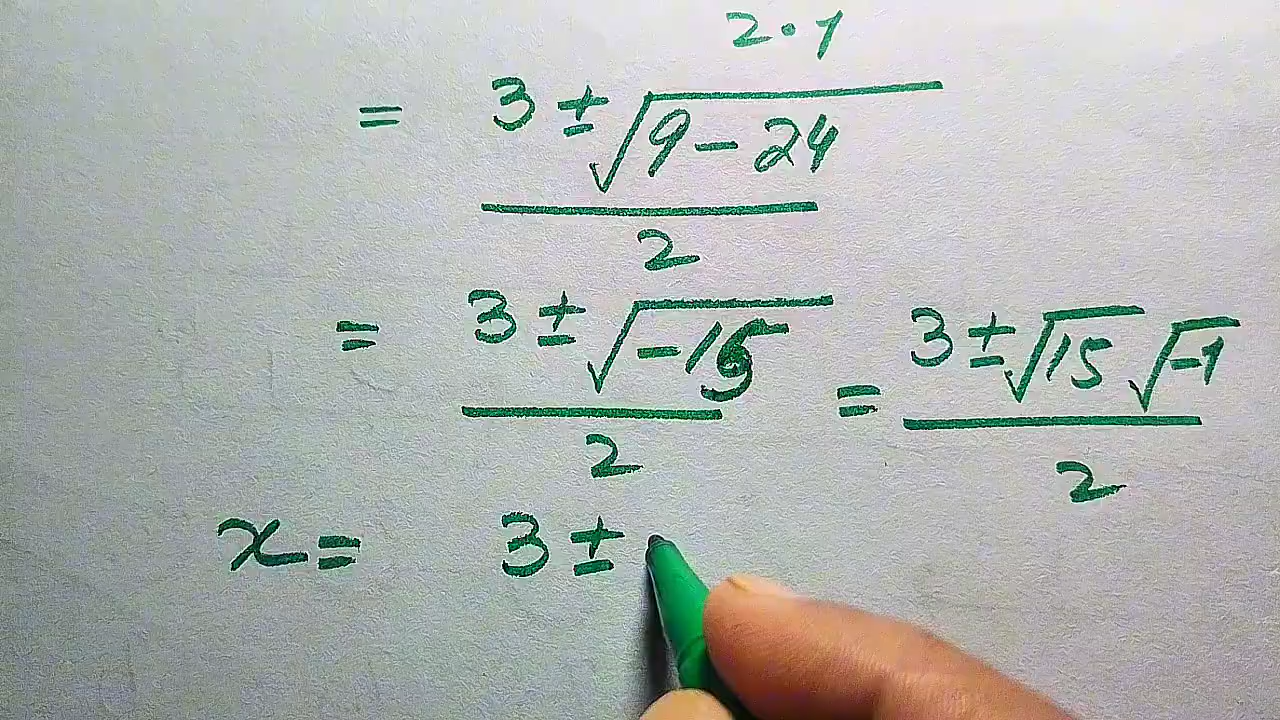 2·1
= 3 ± √9 - 24
2
= 3 ± √-15 = 3 ± √15 √-1
2 2
x = 3 ±